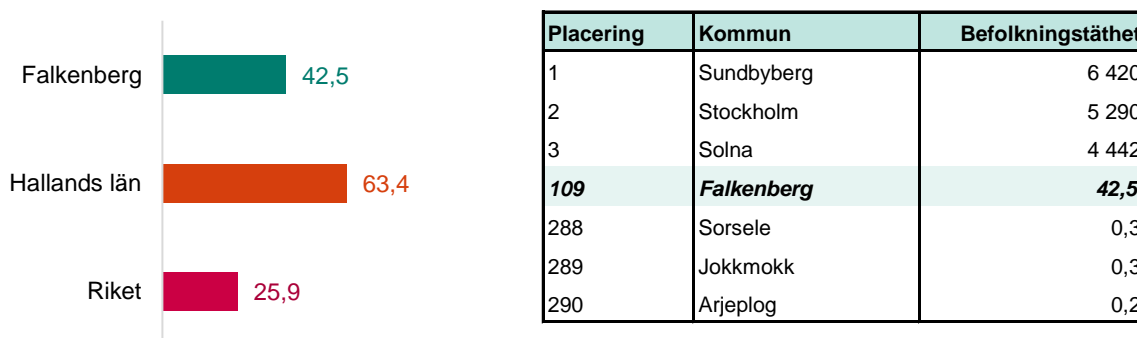 Falkenberg 42,5
Hallands län 63,4
Riket 25,9
Placering Kommun Befolkningstäthet
1 Sundbyberg 6 420
2 Stockholm 5 290
3 Solna 4 442
109 Falkenberg 42,5
288 Sorsele 0,3
289 Jokkmokk 0,3
290 Arjeplog 0,2